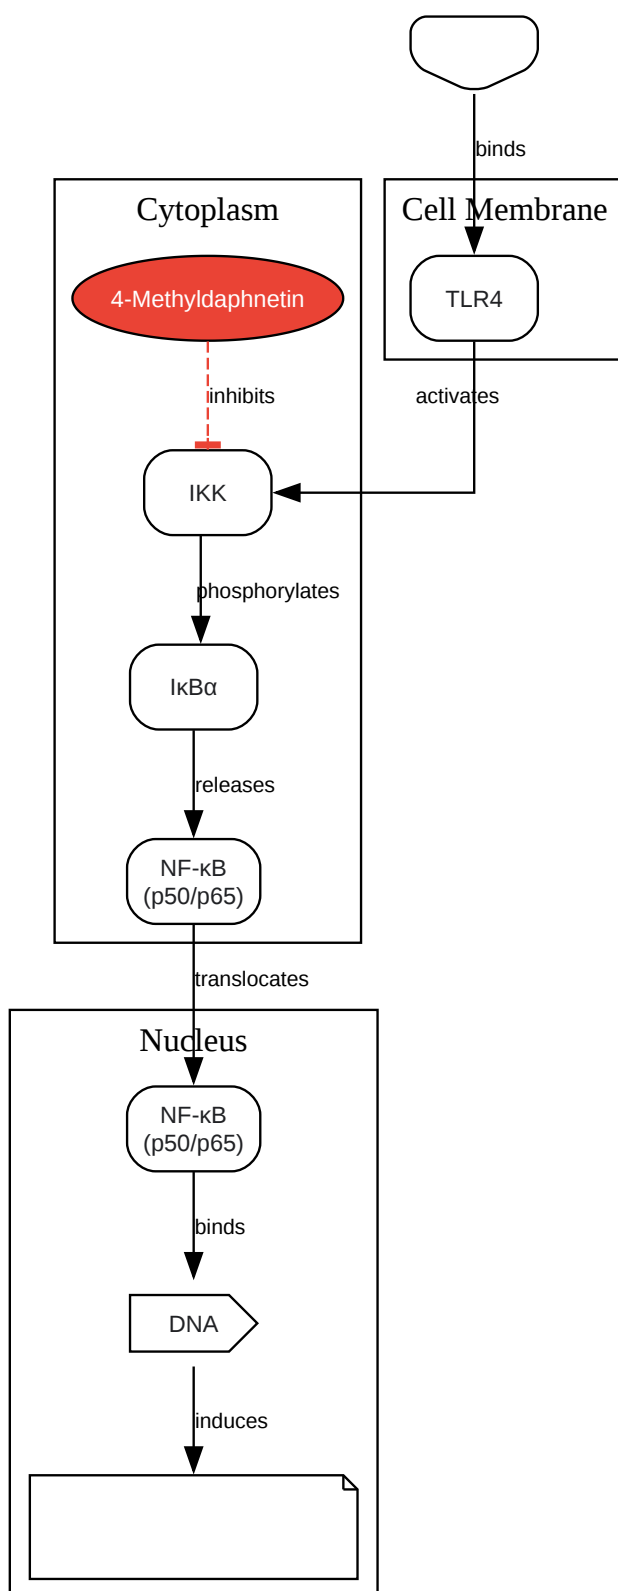 binds
Cytoplasm
Cell Membrane
4-Methyldaphnetin
TLR4
inhibits
activates
IKK
phosphorylates
IκBα
releases
NF-κB
(p50/p65)
translocates
Nucleus
NF-κB
(p50/p65)
binds
DNA
induces